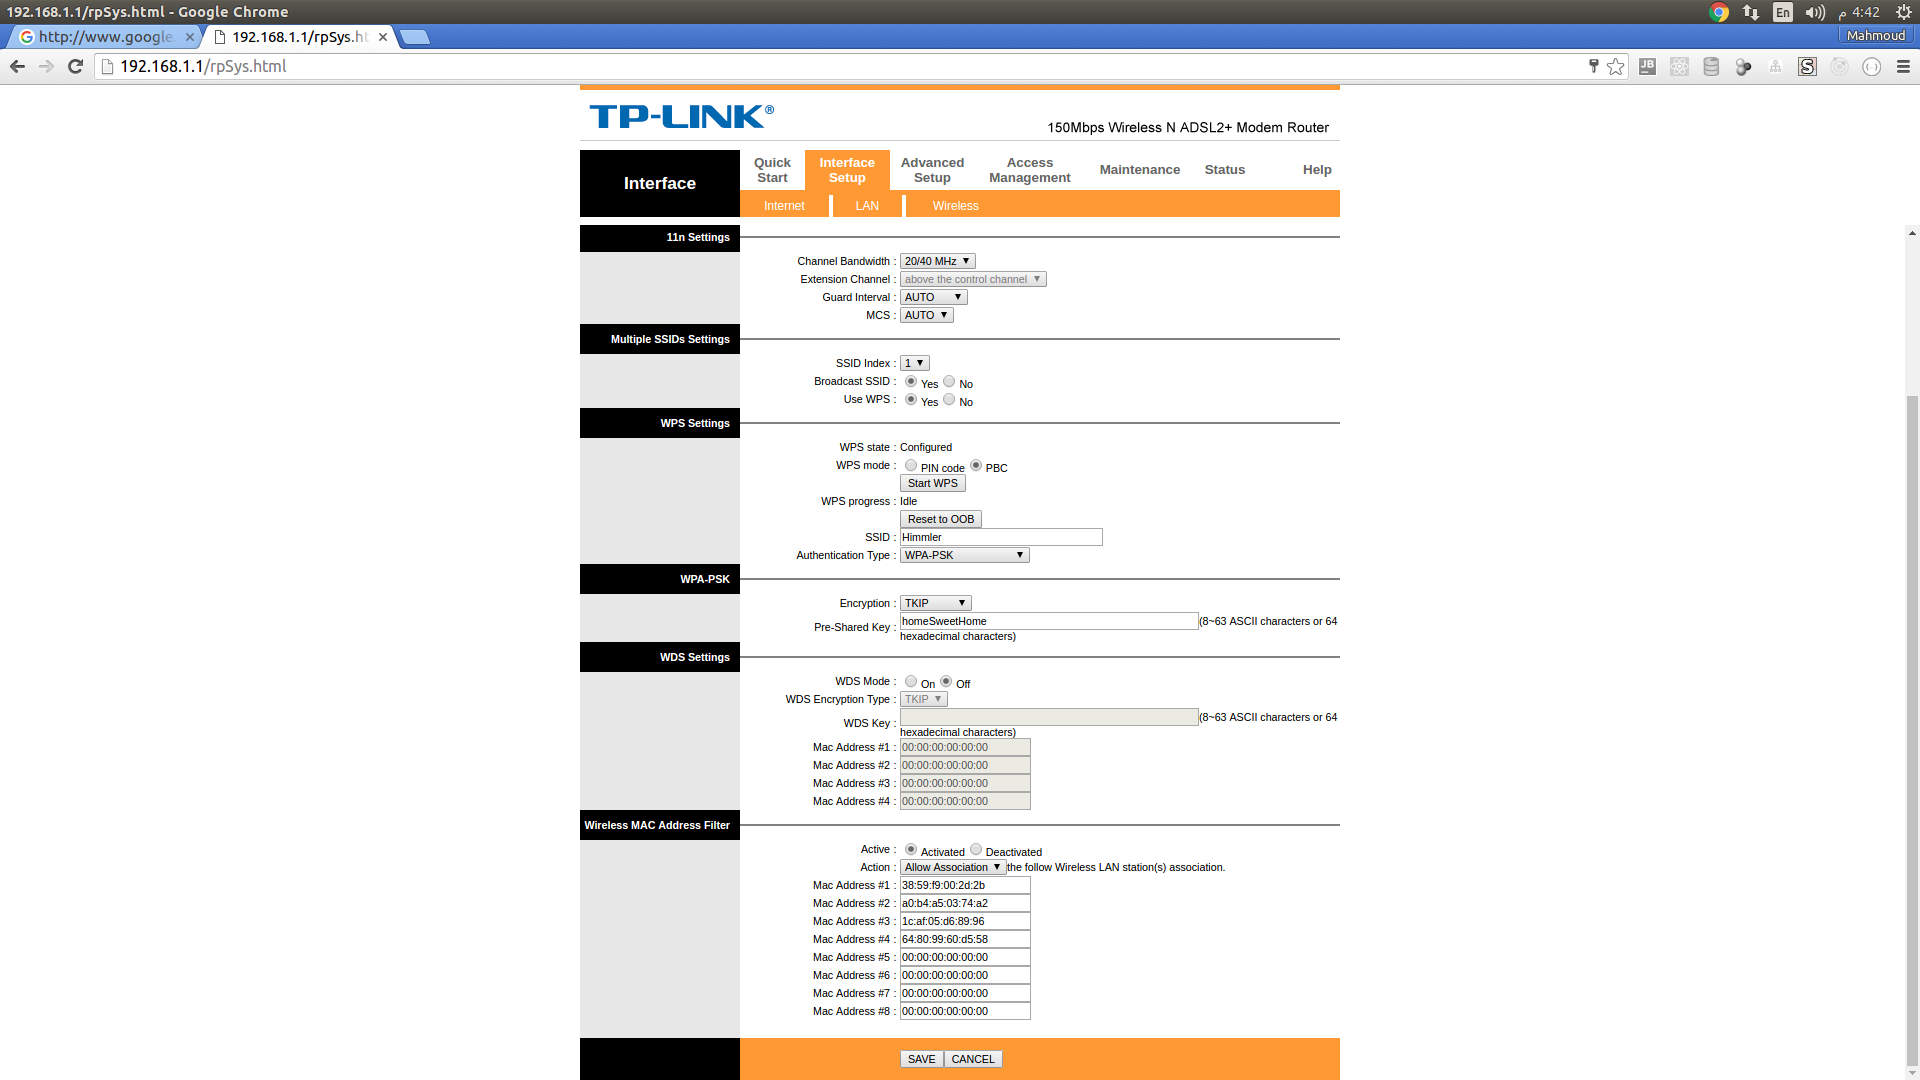 192.168.1.1/rpSys.html - Google Chrome
En
4:42 م
http://www.google.
192.168.1.1/rpSys.ht
Mahmoud
192.168.1.1/rpSys.html
JB
S
TP-LINK®
150Mbps Wireless N ADSL2+ Modem Router
Interface
Quick Start
Interface Setup
Advanced Setup
Access Management
Maintenance
Status
Help
Internet
LAN
Wireless
11n Settings
Channel Bandwidth : 20/40 MHz
Extension Channel : above the control channel
Guard Interval : AUTO
MCS : AUTO
Multiple SSIDs Settings
SSID Index : 1
Broadcast SSID : Yes No
Use WPS : Yes No
WPS Settings
WPS state : Configured
WPS mode : PIN code PBC
Start WPS
WPS progress : Idle
Reset to OOB
SSID : Himmler
Authentication Type : WPA-PSK
WPA-PSK
Encryption : TKIP
Pre-Shared Key : homeSweetHome (8~63 ASCII characters or 64
hexadecimal characters)
WDS Settings
WDS Mode : On Off
WDS Encryption Type : TKIP
WDS Key : (8~63 ASCII characters or 64
hexadecimal characters)
Mac Address #1 : 00:00:00:00:00:00
Mac Address #2 : 00:00:00:00:00:00
Mac Address #3 : 00:00:00:00:00:00
Mac Address #4 : 00:00:00:00:00:00
Wireless MAC Address Filter
Active : Activated Deactivated
Action : Allow Association the follow Wireless LAN station(s) association.
Mac Address #1 : 38:59:f9:00:2d:2b
Mac Address #2 : a0:b4:a5:03:74:a2
Mac Address #3 : 1c:af:05:d6:89:96
Mac Address #4 : 64:80:99:60:d5:58
Mac Address #5 : 00:00:00:00:00:00
Mac Address #6 : 00:00:00:00:00:00
Mac Address #7 : 00:00:00:00:00:00
Mac Address #8 : 00:00:00:00:00:00
SAVE CANCEL